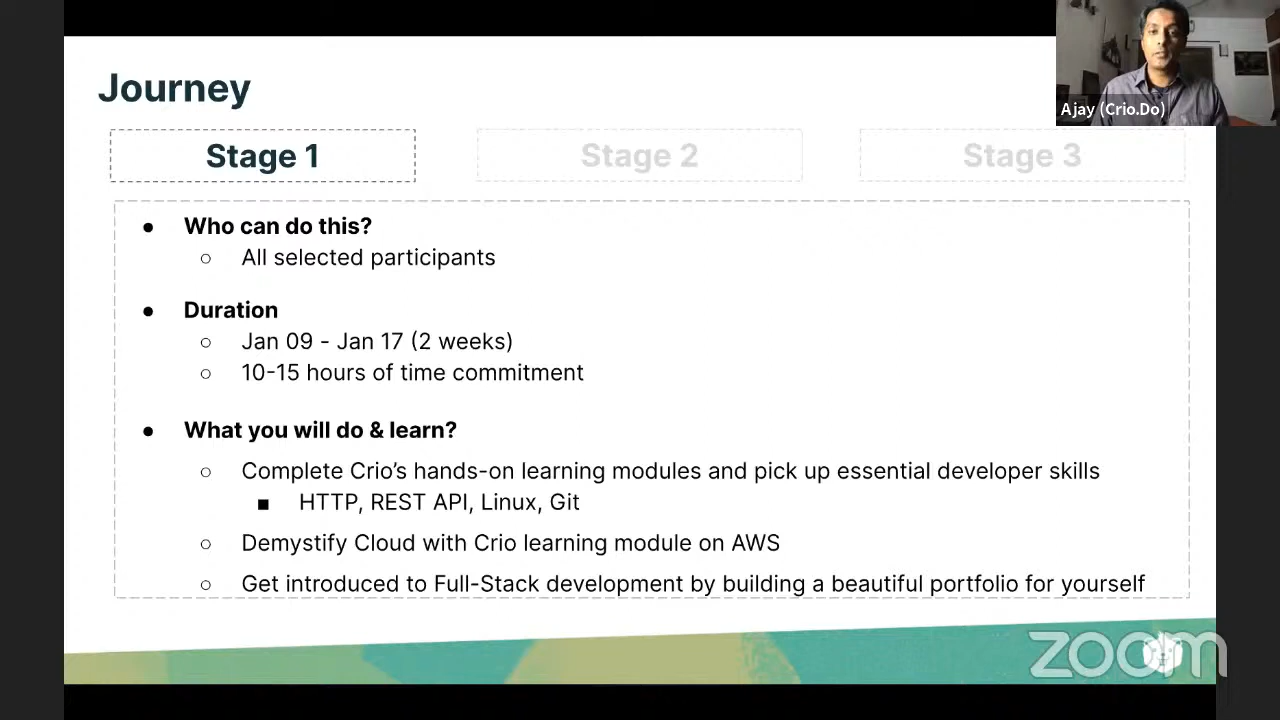 Journey
Ajay (Crio.Do)
Stage 1
Stage 2
Stage 3
● Who can do this?
○ All selected participants
● Duration
○ Jan 09 - Jan 17 (2 weeks)
○ 10-15 hours of time commitment
● What you will do & learn?
○ Complete Crio's hands-on learning modules and pick up essential developer skills
■ HTTP, REST API, Linux, Git
○ Demystify Cloud with Crio learning module on AWS
○ Get introduced to Full-Stack development by building a beautiful portfolio for yourself
zoom